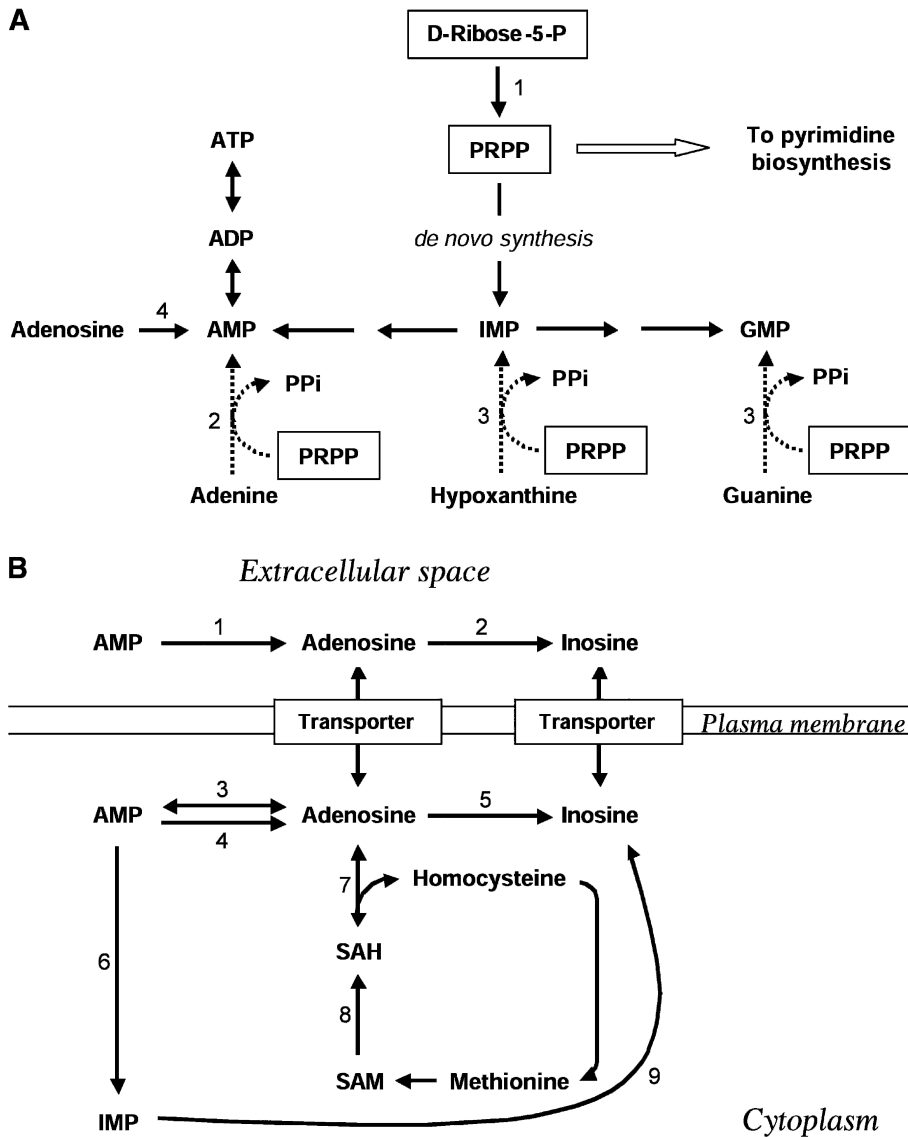 A
D-Ribose-5-P
1
PRPP
To pyrimidine
biosynthesis
ATP
ADP
de novo synthesis
Adenosine 4 AMP IMP GMP
PPi PPi PPi
2 3 3
PRPP PRPP PRPP
Adenine Hypoxanthine Guanine
B
Extracellular space
AMP 1 Adenosine 2 Inosine
Transporter Transporter Plasma membrane
AMP 3 Adenosine 5 Inosine
4
7 Homocysteine
SAH
6
8
SAM Methionine 9
IMP Cytoplasm